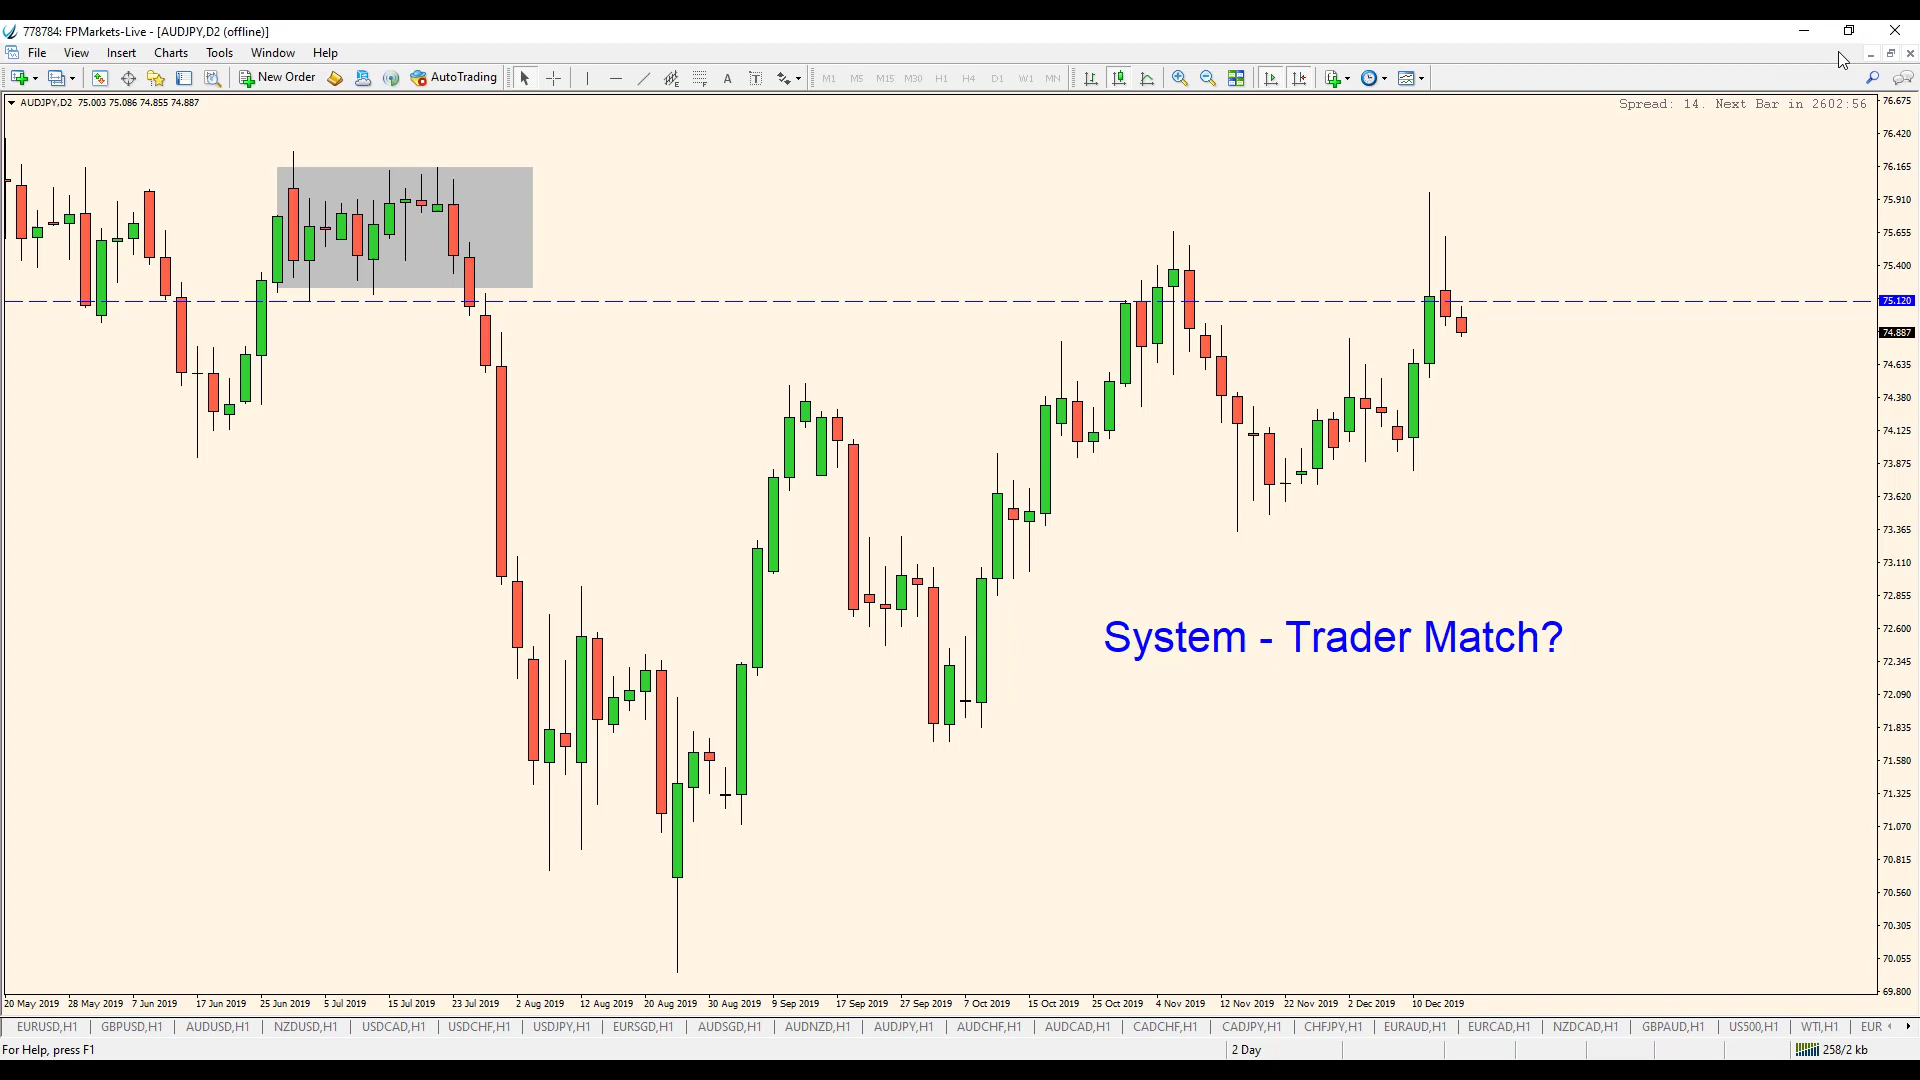 778784: FPMarkets-Live - [AUDJPY,D2 (offline)]
File View Insert Charts Tools Window Help
New Order AutoTrading A T M1 M5 M15 M30 H1 H4 D1 W1 MN
AUDJPY,D2 75.003 75.086 74.855 74.887
Spread: 14. Next Bar in 2602:56
76.675
76.420
76.165
75.910
75.655
75.400
75.120
74.887
74.635
74.380
74.125
73.875
73.620
73.365
73.110
72.855
72.600
System - Trader Match?
72.345
72.090
71.835
71.580
71.325
71.070
70.815
70.560
70.305
70.055
69.800
20 May 2019 28 May 2019 7 Jun 2019 17 Jun 2019 25 Jun 2019 5 Jul 2019 15 Jul 2019 23 Jul 2019 2 Aug 2019 12 Aug 2019 20 Aug 2019 30 Aug 2019 9 Sep 2019 17 Sep 2019 27 Sep 2019 7 Oct 2019 15 Oct 2019 25 Oct 2019 4 Nov 2019 12 Nov 2019 22 Nov 2019 2 Dec 2019 10 Dec 2019
EURUSD,H1 GBPUSD,H1 AUDUSD,H1 NZDUSD,H1 USDCAD,H1 USDCHF,H1 USDJPY,H1 EURSGD,H1 AUDSGD,H1 AUDNZD,H1 AUDJPY,H1 AUDCHF,H1 AUDCAD,H1 CADCHF,H1 CADJPY,H1 CHFJPY,H1 EURAUD,H1 EURCAD,H1 NZDCAD,H1 GBPAUD,H1 US500,H1 WTI,H1 EUR
For Help, press F1
2 Day
258/2 kb